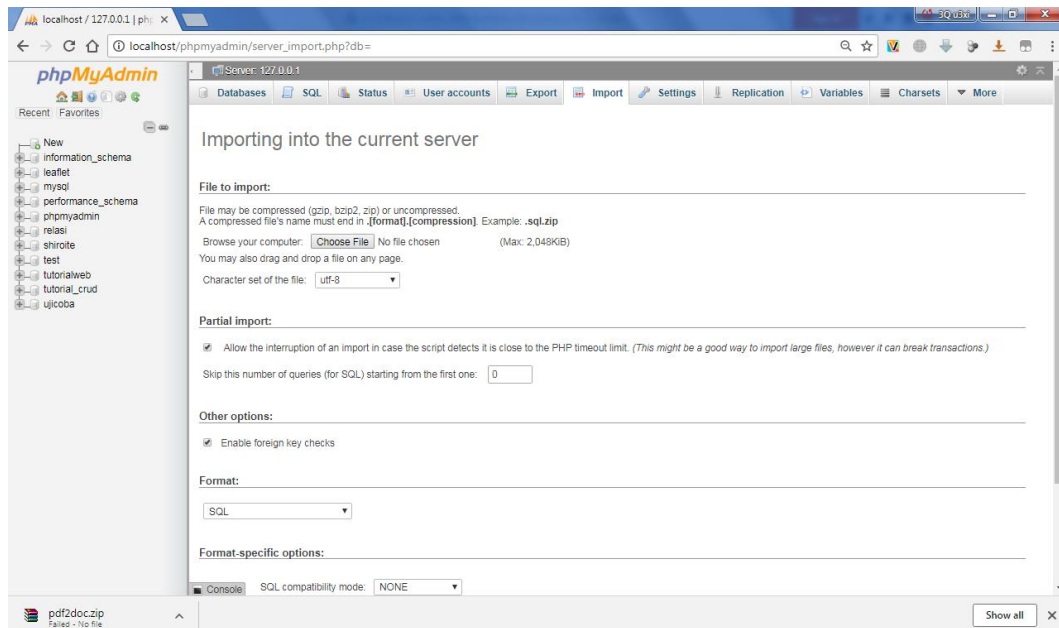 localhost / 127.0.0.1 | ph
localhost/phpmyadmin/server_import.php?db=
phpMyAdmin
Recent Favorites
New
information_schema
leaflet
mysql
performance_schema
phpmyadmin
relasi
shiroite
test
tutorialweb
tutorial_crud
ujicoba
Server: 127.0.0.1
Databases SQL Status User accounts Export Import Settings Replication Variables Charsets More
Importing into the current server
File to import:
File may be compressed (gzip, bzip2, zip) or uncompressed.
A compressed file's name must end in .[format].[compression]. Example: .sql.zip
Browse your computer: Choose File No file chosen (Max: 2,048KiB)
You may also drag and drop a file on any page.
Character set of the file: utf-8
Partial import:
Allow the interruption of an import in case the script detects it is close to the PHP timeout limit. (This might be a good way to import large files, however it can break transactions.)
Skip this number of queries (for SQL) starting from the first one: 0
Other options:
Enable foreign key checks
Format:
SQL
Format-specific options:
Console SQL compatibility mode: NONE
pdf2doc.zip
Failed - No file
Show all